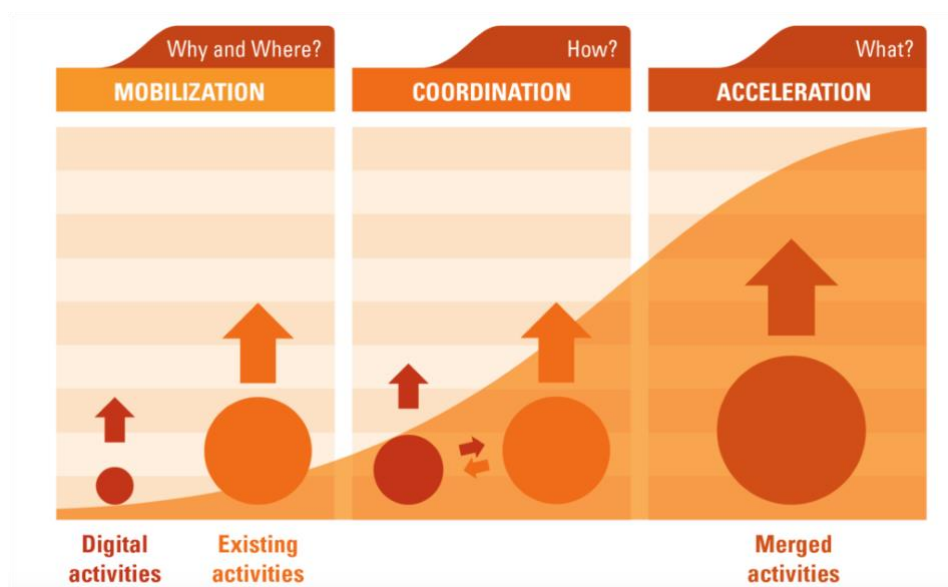 Why and Where?
MOBILIZATION
How?
COORDINATION
What?
ACCELERATION
Digital
activities
Existing
activities
Merged
activities